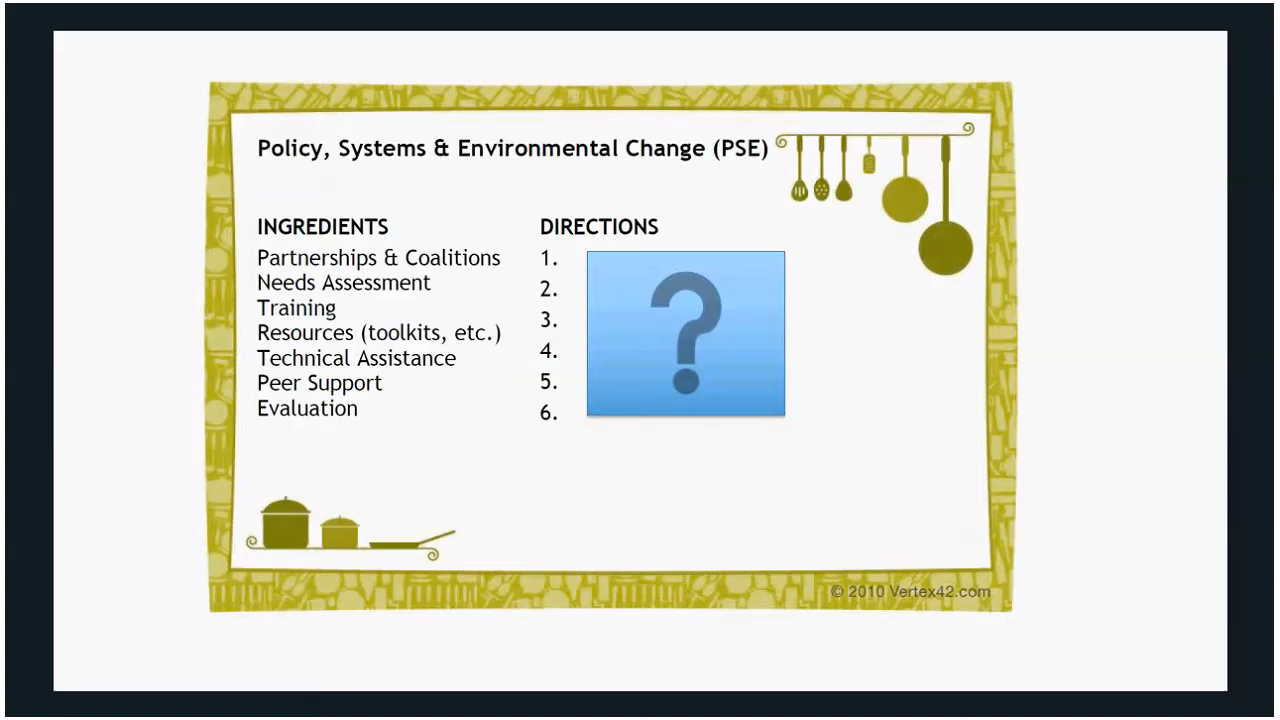 Policy, Systems & Environmental Change (PSE)
INGREDIENTS
Partnerships & Coalitions
Needs Assessment
Training
Resources (toolkits, etc.)
Technical Assistance
Peer Support
Evaluation
DIRECTIONS
1.
2.
3.
4.
5.
6.
?
© 2010 Vertex42.com